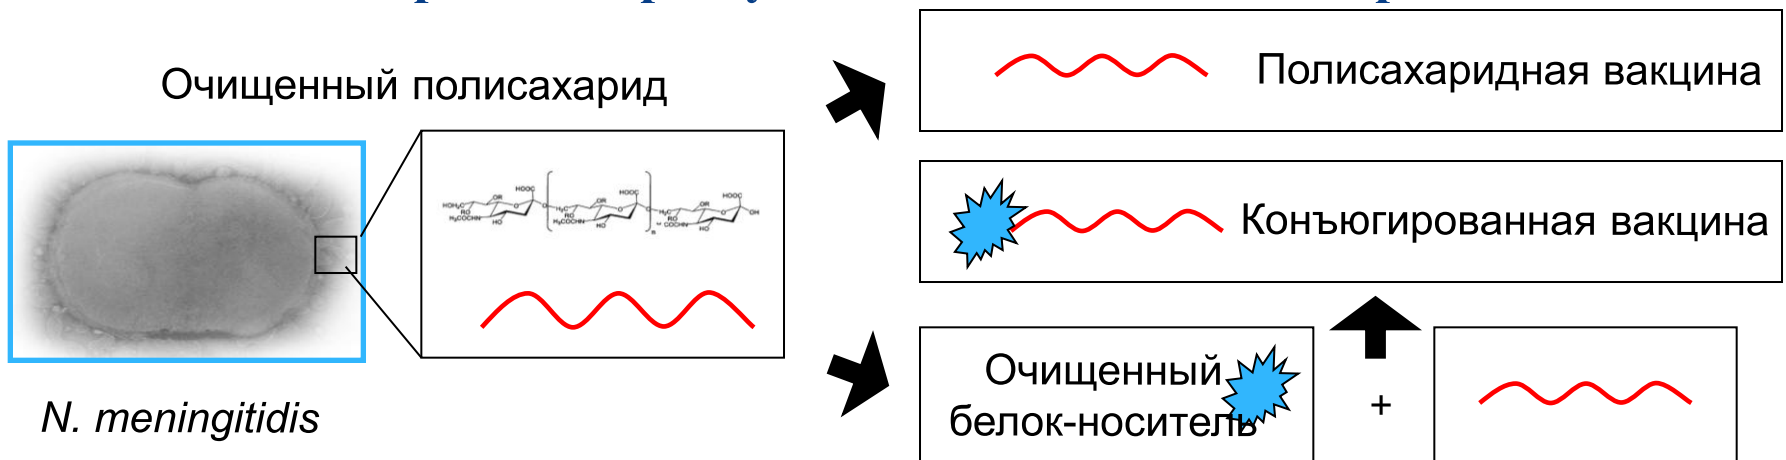 Очищенный полисахарид
Полисахаридная вакцина
Конъюгированная вакцина
Очищенный
белок-носитель
+
N. meningitidis